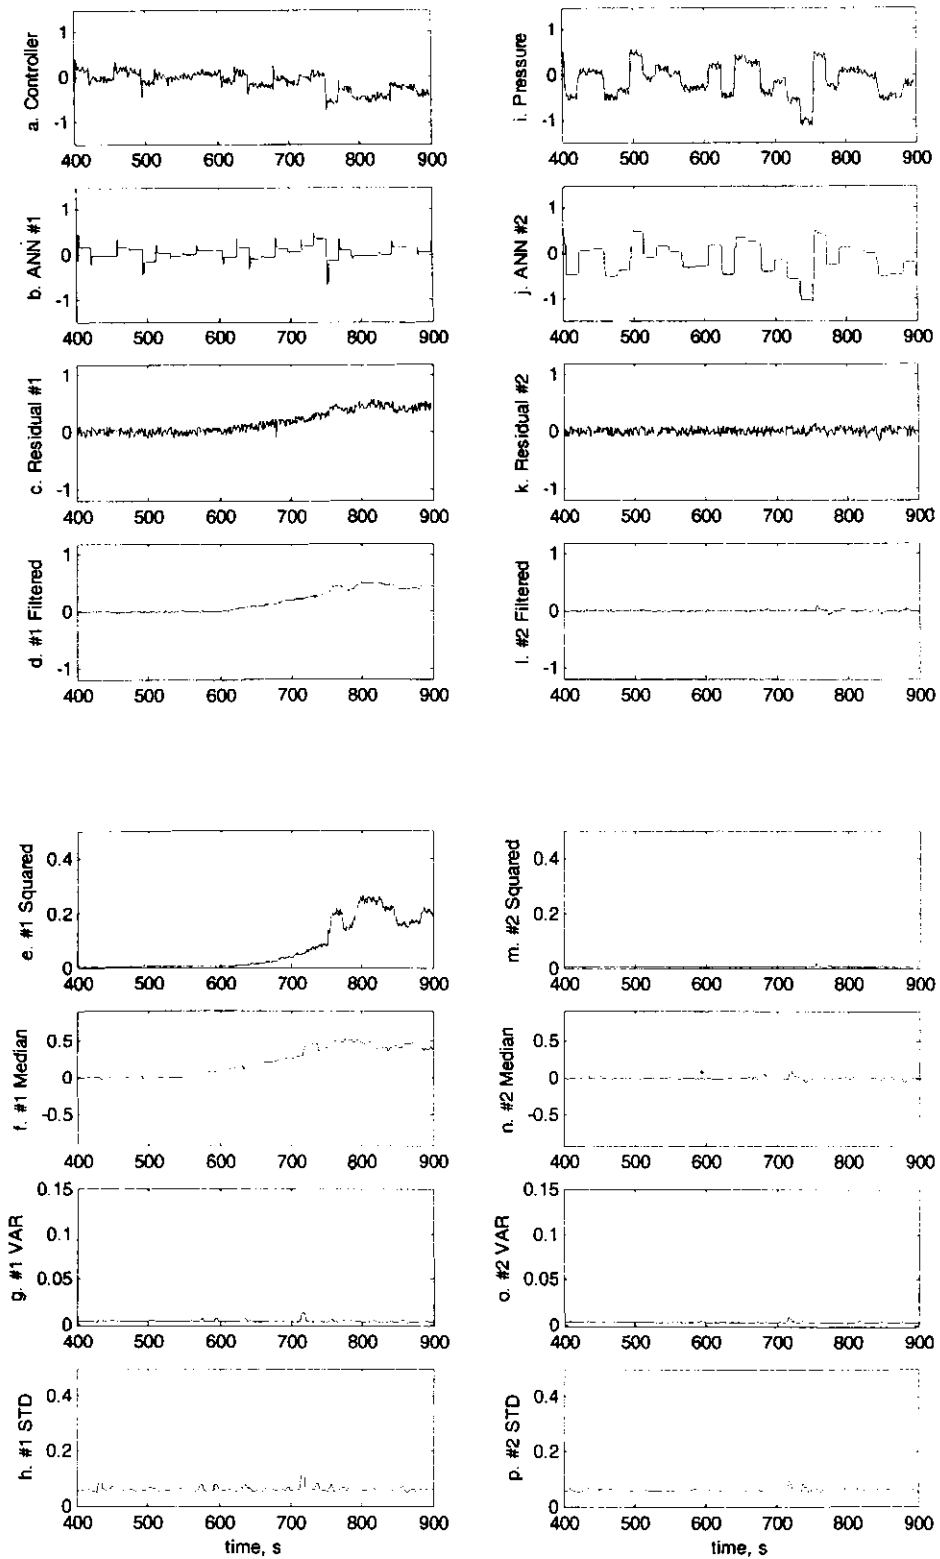 a. Controller
1
0
-1
400 500 600 700 800 900
b. ANN #1
1
0
-1
400 500 600 700 800 900
c. Residual #1
1
0
-1
400 500 600 700 800 900
d. #1 Filtered
1
0
-1
400 500 600 700 800 900
e. #1 Squared
0.4
0.2
0
400 500 600 700 800 900
f. #1 Median
0.5
0
-0.5
400 500 600 700 800 900
g. #1 VAR
0.15
0.1
0.05
0
400 500 600 700 800 900
h. #1 STD
0.4
0.2
0
400 500 600 700 800 900
time, s
i. Pressure
1
0
-1
400 500 600 700 800 900
j. ANN #2
1
0
-1
400 500 600 700 800 900
k. Residual #2
1
0
-1
400 500 600 700 800 900
l. #2 Filtered
1
0
-1
400 500 600 700 800 900
m. #2 Squared
0.4
0.2
0
400 500 600 700 800 900
n. #2 Median
0.5
0
-0.5
400 500 600 700 800 900
o. #2 VAR
0.15
0.1
0.05
0
400 500 600 700 800 900
p. #2 STD
0.4
0.2
0
400 500 600 700 800 900
time, s